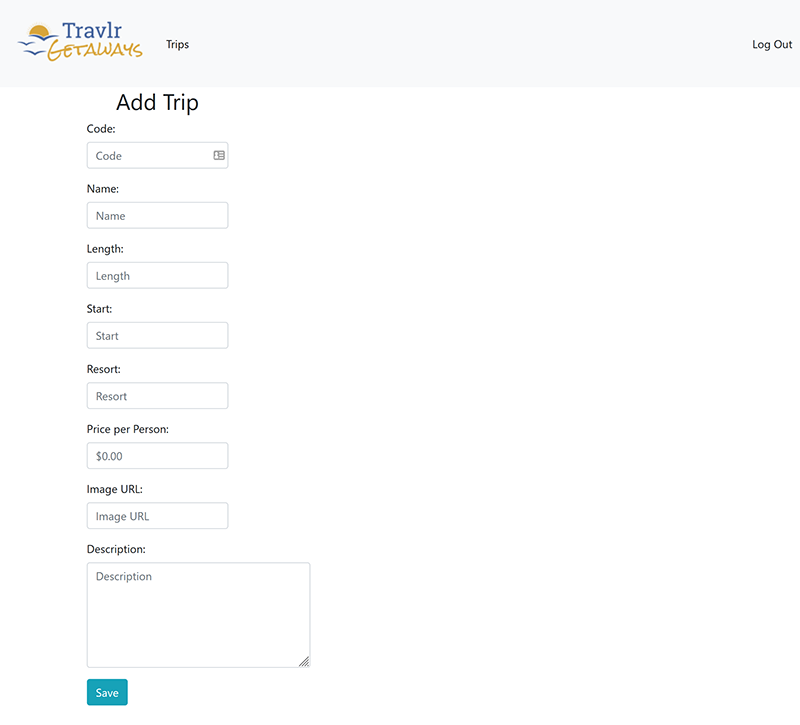 Travlr
GETAWAYS
Trips
Log Out
Add Trip
Code:
Code
Name:
Name
Length:
Length
Start:
Start
Resort:
Resort
Price per Person:
$0.00
Image URL:
Image URL
Description:
Description
Save